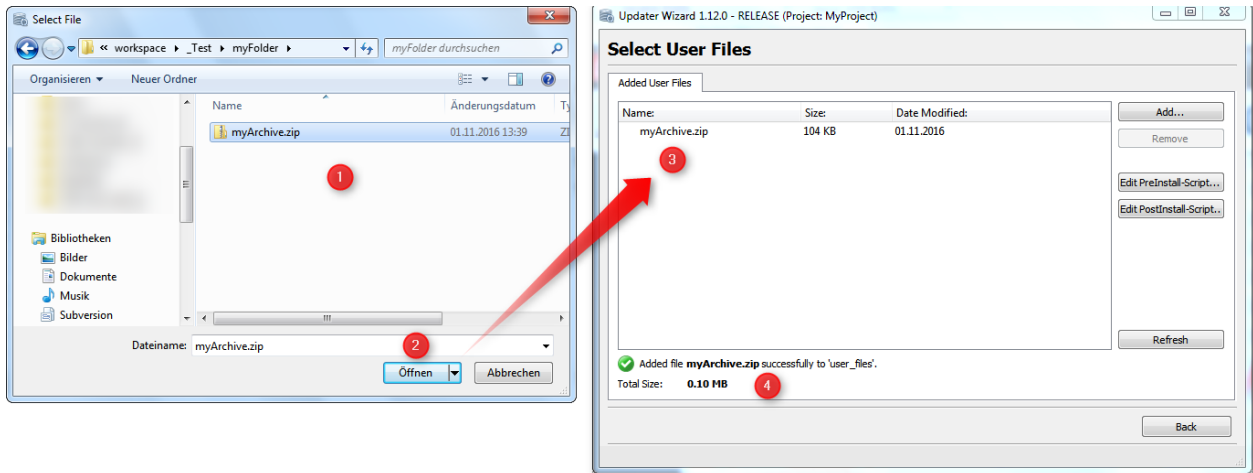 Select File
« workspace ▸ _Test ▸ myFolder ▸
myFolder durchsuchen
Organisieren
Neuer Ordner
Name
Änderungsdatum
myArchive.zip
01.11.2016 13:39
ZI
1
Bibliotheken
Bilder
Dokumente
Musik
Subversion
Dateiname:
myArchive.zip
2
Öffnen
Abbrechen
Updater Wizard 1.12.0 - RELEASE (Project: MyProject)
Select User Files
Added User Files
Name:
Size:
Date Modified:
myArchive.zip
104 KB
01.11.2016
3
Add...
Remove
Edit PreInstall-Script...
Edit PostInstall-Script..
Refresh
Added file myArchive.zip successfully to 'user_files'.
Total Size: 0.10 MB
4
Back